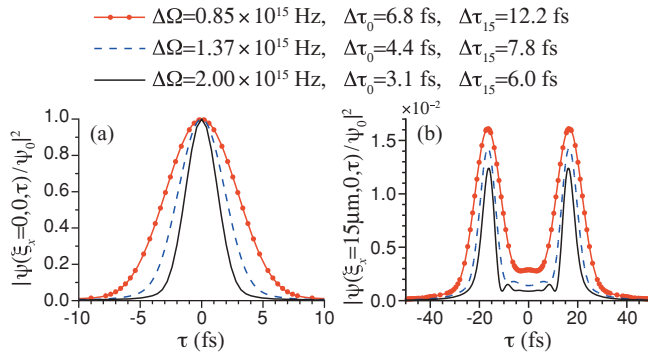 ΔΩ=0.85×10¹⁵ Hz, Δτ₀=6.8 fs, Δτ₁₅=12.2 fs
ΔΩ=1.37×10¹⁵ Hz, Δτ₀=4.4 fs, Δτ₁₅=7.8 fs
ΔΩ=2.00×10¹⁵ Hz, Δτ₀=3.1 fs, Δτ₁₅=6.0 fs
|ψ(ξₓ=0,0,τ)/ψ₀|²
1.0
0.8
0.6
0.4
0.2
0.0
(a)
-10 -5 0 5 10
τ (fs)
|ψ(ξₓ=15μm,0,τ)/ψ₀|²
×10⁻²
2.0
1.5
1.0
0.5
0.0
(b)
-40 -20 0 20 40
τ (fs)